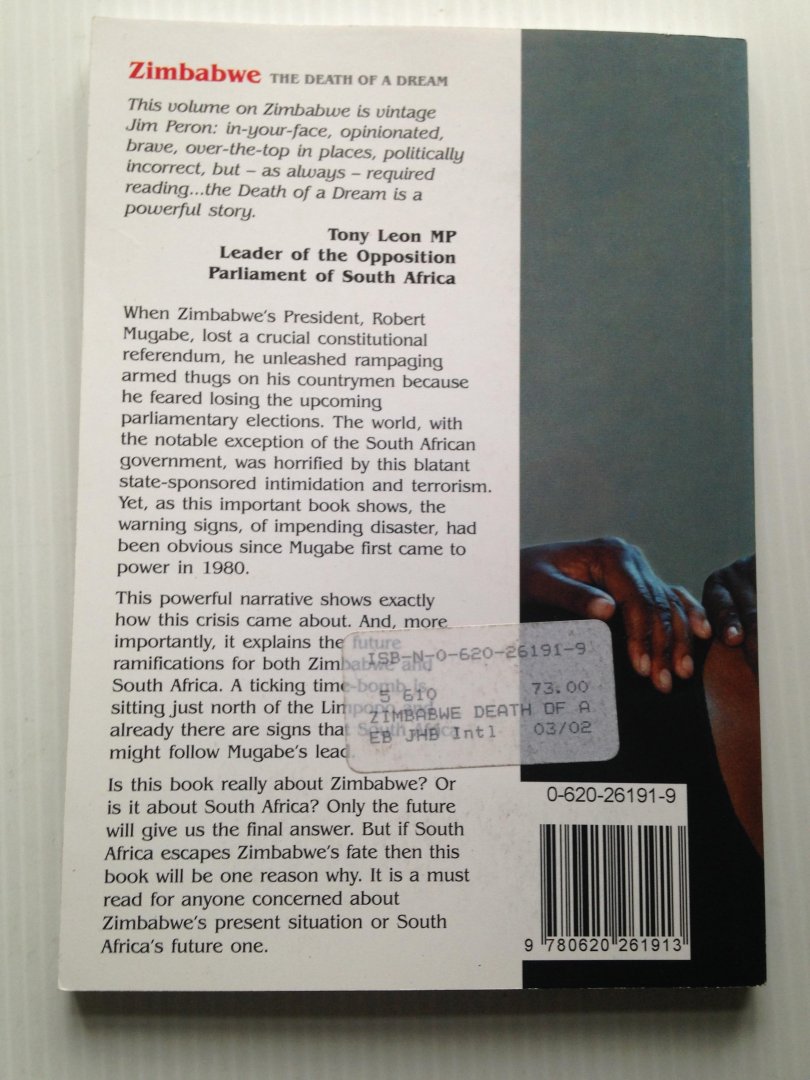 Zimbabwe THE DEATH OF A DREAM
This volume on Zimbabwe is vintage
Jim Peron: in-your-face, opinionated,
brave, over-the-top in places, politically
incorrect, but – as always – required
reading...the Death of a Dream is a
powerful story.
Tony Leon MP
Leader of the Opposition
Parliament of South Africa
When Zimbabwe's President, Robert
Mugabe, lost a crucial constitutional
referendum, he unleashed rampaging
armed thugs on his countrymen because
he feared losing the upcoming
parliamentary elections. The world, with
the notable exception of the South African
government, was horrified by this blatant
state-sponsored intimidation and terrorism.
Yet, as this important book shows, the
warning signs, of impending disaster, had
been obvious since Mugabe first came to
power in 1980.
This powerful narrative shows exactly
how this crisis came about. And, more
importantly, it explains the future
ramifications for both Zimbabwe and
South Africa. A ticking time-bomb is
sitting just north of the Limpopo and
already there are signs that South Africa
might follow Mugabe's lead.
Is this book really about Zimbabwe? Or
is it about South Africa? Only the future
will give us the final answer. But if South
Africa escapes Zimbabwe's fate then this
book will be one reason why. It is a must
read for anyone concerned about
Zimbabwe's present situation or South
Africa's future one.
ISB-N-0-620-26191-9
5 610 73.00
ZIMBABWE DEATH OF A
EB JHB Intl 03/02
0-620-26191-9
9 780620 261913